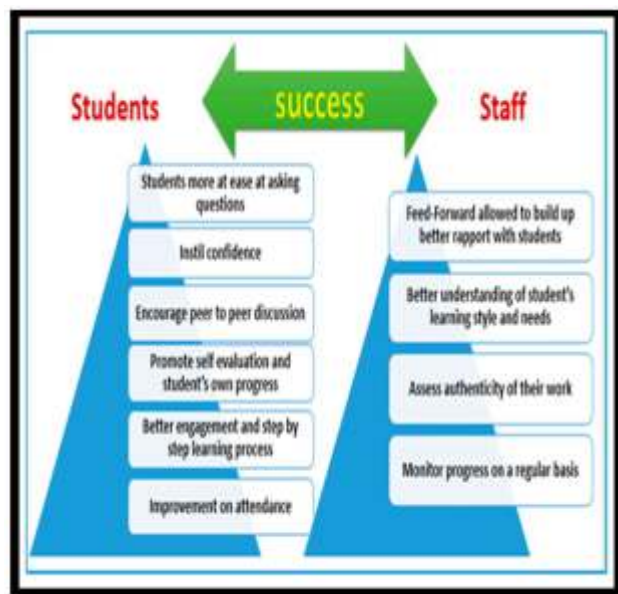 Students
success
Staff
Students more at ease at asking
questions
Instil confidence
Encourage peer to peer discussion
Promote self evaluation and
student's own progress
Better engagement and step by
step learning process
Improvement on attendance
Feed-Forward allowed to build up
better rapport with students
Better understanding of student's
learning style and needs
Assess authenticity of their work
Monitor progress on a regular basis